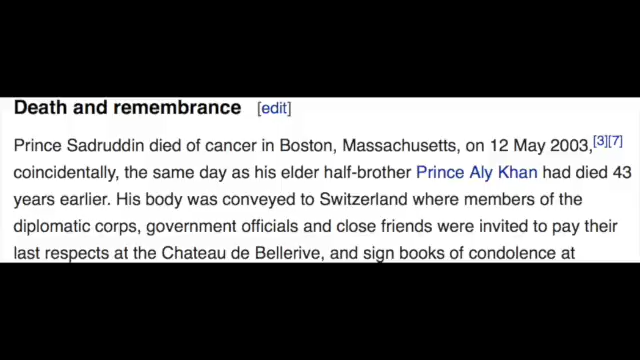 Death and remembrance [edit]
Prince Sadruddin died of cancer in Boston, Massachusetts, on 12 May 2003,[3][7]
coincidentally, the same day as his elder half-brother Prince Aly Khan had died 43
years earlier. His body was conveyed to Switzerland where members of the
diplomatic corps, government officials and close friends were invited to pay their
last respects at the Chateau de Bellerive, and sign books of condolence at